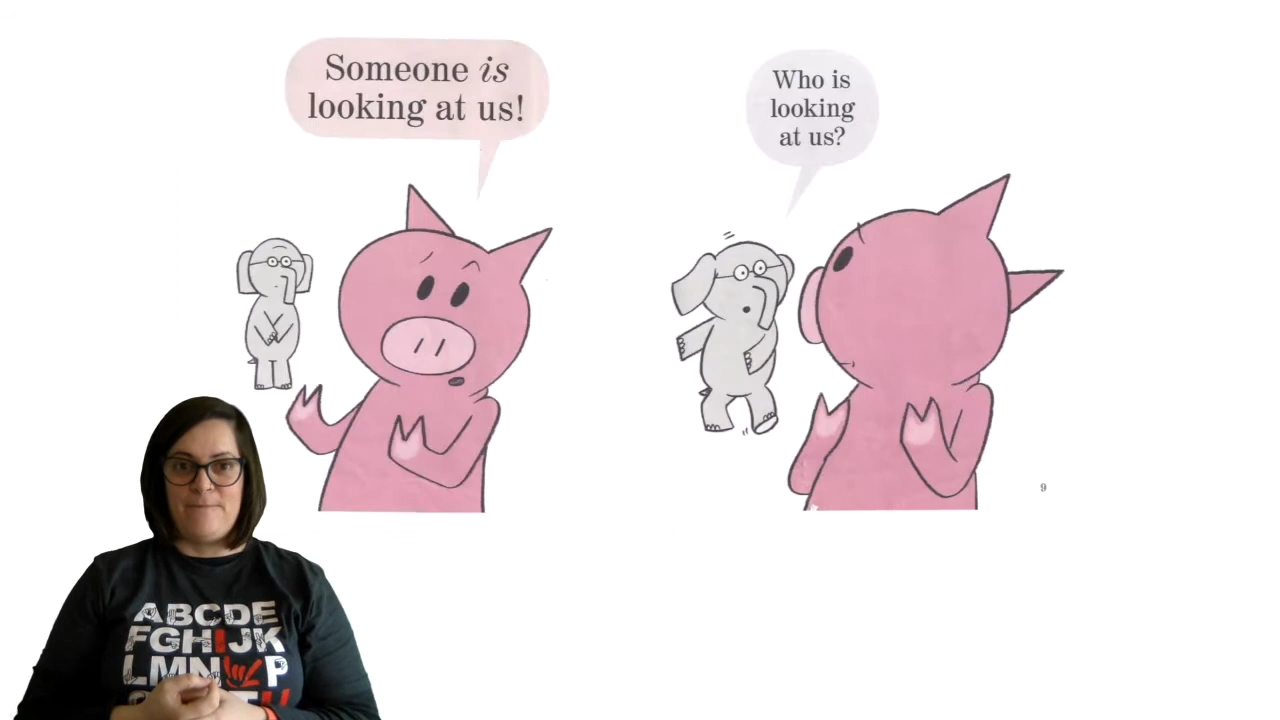 Someone is
looking at us!
Who is
looking
at us?
9
ABCDE
FGHIJK
LMN P